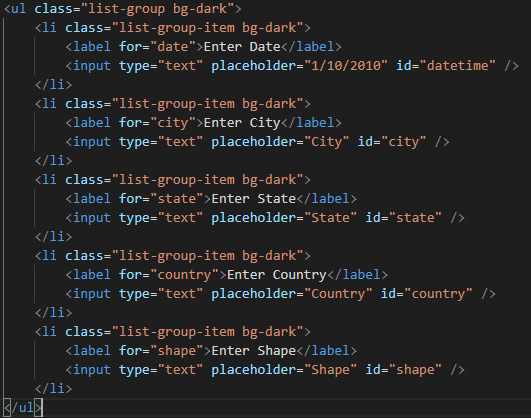 <ul class="list-group bg-dark">
    <li class="list-group-item bg-dark">
        <label for="date">Enter Date</label>
        <input type="text" placeholder="1/10/2010" id="datetime" />
    </li>
    <li class="list-group-item bg-dark">
        <label for="city">Enter City</label>
        <input type="text" placeholder="City" id="city" />
    </li>
    <li class="list-group-item bg-dark">
        <label for="state">Enter State</label>
        <input type="text" placeholder="State" id="state" />
    </li>
    <li class="list-group-item bg-dark">
        <label for="country">Enter Country</label>
        <input type="text" placeholder="Country" id="country" />
    </li>
    <li class="list-group-item bg-dark">
        <label for="shape">Enter Shape</label>
        <input type="text" placeholder="Shape" id="shape" />
    </li>
</ul>